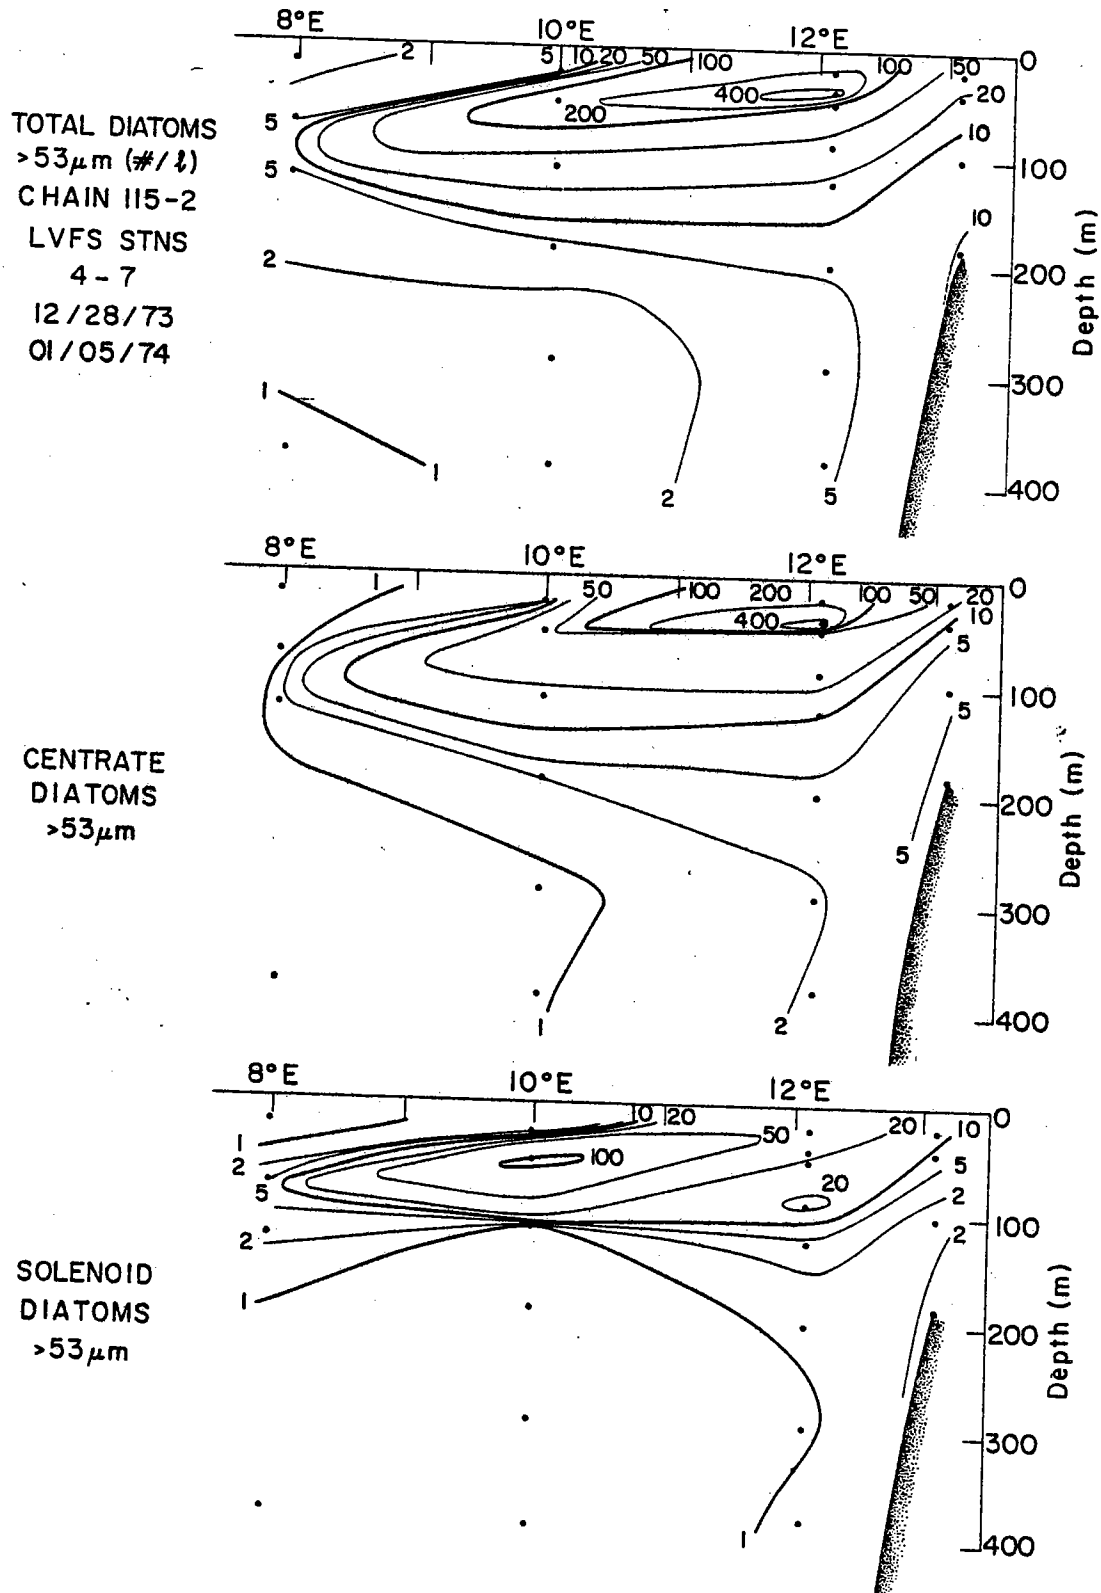 8°E 10°E 12°E
2 5 10 20 50 100 100 50 0
400 20
TOTAL DIATOMS 5 200 10
>53μm (#/ℓ) 5 100
CHAIN 115-2
LVFS STNS 10
4 - 7 2 200
12/28/73
01/05/74
Depth (m)
1 300
1 2 5 400
8°E 10°E 12°E
1 50 100 200 100 50 20 0
400 10
5
100
5
CENTRATE
DIATOMS
>53μm
200
Depth (m)
5
300
1 2 400
8°E 10°E 12°E
10 20 50 20 10 0
1
2 100 5
5 20 2
2 100
2
SOLENOID
DIATOMS
>53μm
1
200
Depth (m)
300
1 400